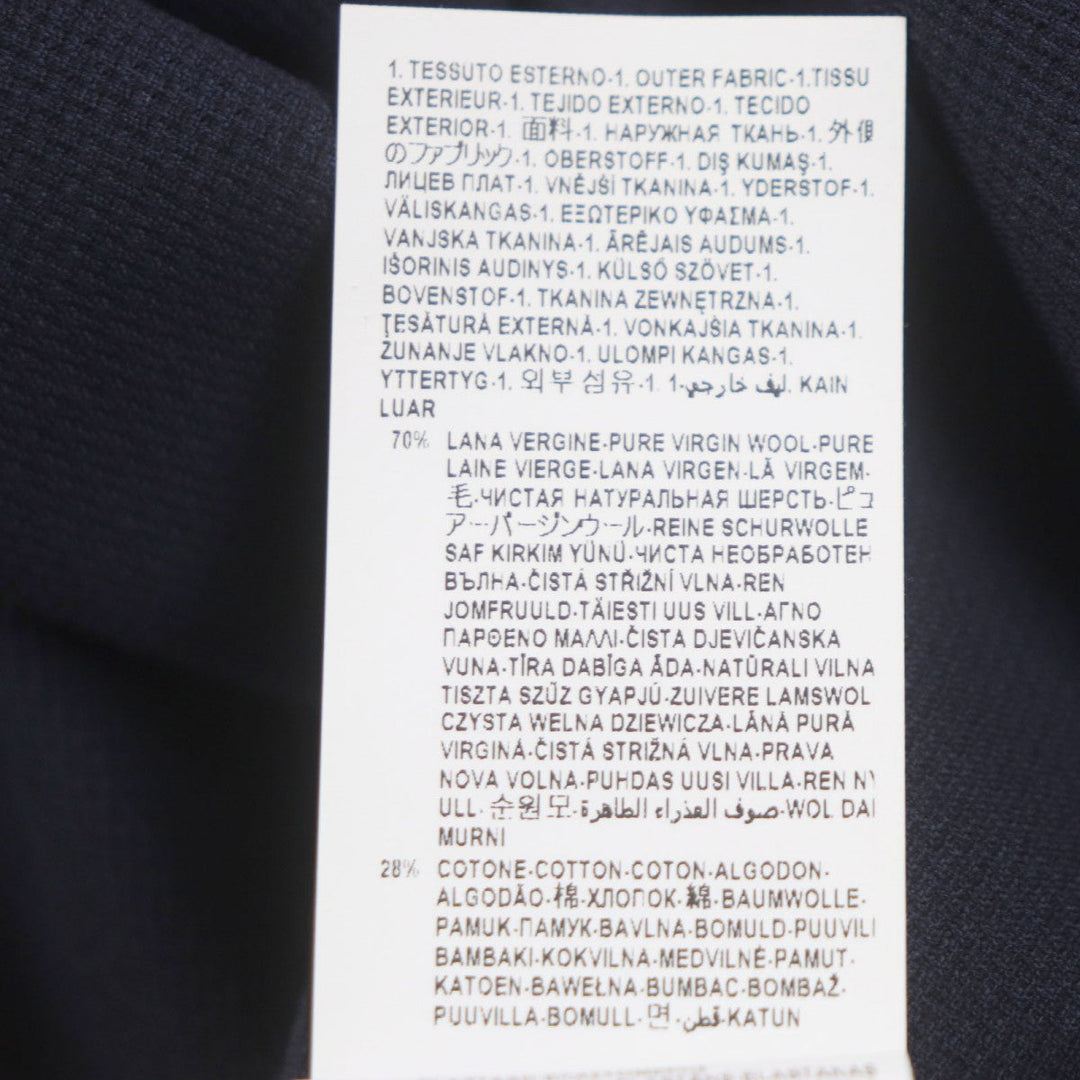 1. TESSUTO ESTERNO·1. OUTER FABRIC·1.TISSU
EXTERIEUR·1. TEJIDO EXTERNO·1. TECIDO
EXTERIOR·1. 面料·1. НАРУЖНАЯ ТКАНЬ·1. 外側
のファブリック·1. OBERSTOFF·1. DIŞ KUMAŞ·1.
ЛИЦЕВ ПЛАТ·1. VNĚJŠÍ TKANINA·1. YDERSTOF·1.
VÄLISKANGAS·1. ΕΞΩΤΕΡΙΚΟ ΥΦΑΣΜΑ·1.
VANJSKA TKANINA·1. ĀRĒJAIS AUDUMS·1.
IŠORINIS AUDINYS·1. KÜLSŐ SZÖVET·1.
BOVENSTOF·1. TKANINA ZEWNĘTRZNA·1.
ŢESĂTURĂ EXTERNĂ·1. VONKAJŠIA TKANINA·1.
ZUNANJE VLAKNO·1. ULOMPI KANGAS·1.
YTTERTYG·1. 외부 섬유·1. ليف خارجي·1. KAIN
LUAR
70% LANA VERGINE·PURE VIRGIN WOOL·PURE
LAINE VIERGE·LANA VIRGEN·LÃ VIRGEM·
毛·ЧИСТАЯ НАТУРАЛЬНАЯ ШЕРСТЬ·ピュ
アーバージンウール·REINE SCHURWOLLE
SAF KIRKIM YÜNÜ·ЧИСТА НЕОБРАБОТЕН
ВЪЛНА·ČISTÁ STŘIŽNÍ VLNA·REN
JOMFRUULD·TÄIESTI UUS VILL·ΑΓΝΟ
ΠΑΡΘΕΝΟ ΜΑΛΛΙ·ČISTA DJEVIČANSKA
VUNA·TĪRA DABĪGA ĀDA·NATŪRALI VILNA
TISZTA SZŰZ GYAPJÚ·ZUIVERE LAMSWOL
CZYSTA WELNA DZIEWICZA·LÂNĂ PURĂ
VIRGINĂ·ČISTÁ STRIŽNÁ VLNA·PRAVA
NOVA VOLNA·PUHDAS UUSI VILLA·REN NY
ULL· 순원모·صوف العذراء الطاهرة·WOL DAI
MURNI
28% COTONE·COTTON·COTON·ALGODON·
ALGODÃO·棉·ХЛОПОК·綿·BAUMWOLLE·
PAMUK·ПАМУК·BAVLNA·BOMULD·PUUVILL
BAMBAKI·KOKVILNA·MEDVILNĖ·PAMUT·
KATOEN·BAWEŁNA·BUMBAC·BOMBAŽ·
PUUVILLA·BOMULL· 면·قطن·KATUN